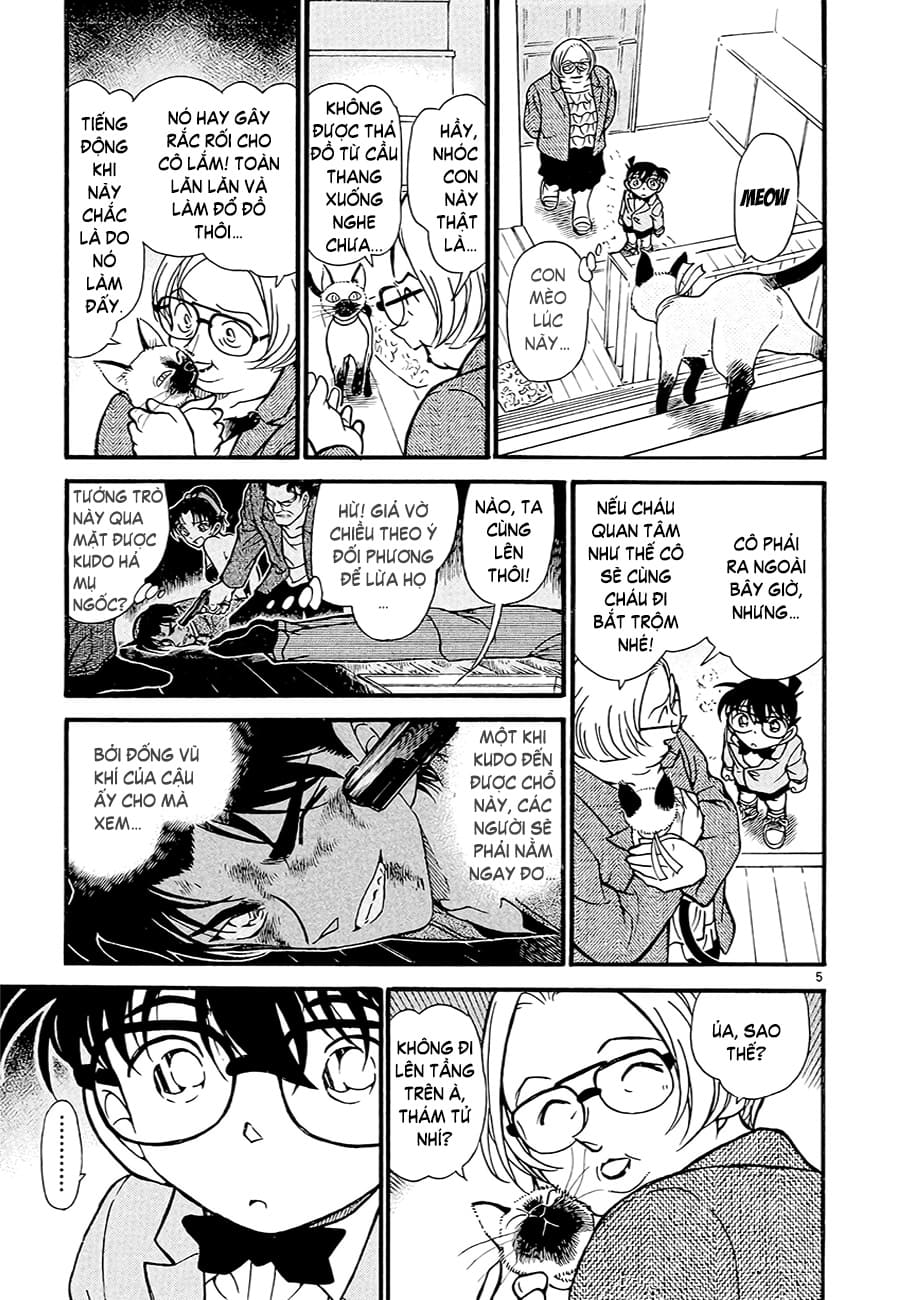 MEOW
CON
MÈO
LÚC
NÀY...
HẦY,
NHÓC
CON
NÀY
THẬT
LÀ...
KHÔNG
ĐƯỢC THẢ
ĐỒ TỪ CẦU
THANG
XUỐNG
NGHE
CHƯA...
NÓ HAY GÂY
RẮC RỐI CHO
CÔ LẮM! TOÀN
LĂN LĂN VÀ
LÀM ĐỔ ĐỒ
THÔI...
TIẾNG
ĐỘNG
KHI
NÀY
CHẮC
LÀ DO
NÓ
LÀM
ĐẤY.
CÔ PHẢI
RA NGOÀI
BÂY GIỜ,
NHƯNG...
NẾU CHÁU
QUAN TÂM
NHƯ THẾ CÔ
SẼ CÙNG
CHÁU ĐI
BẮT TRỘM
NHÉ!
NÀO, TA
CÙNG
LÊN
THÔI!
HỪ! GIẢ VỜ
CHIỀU THEO Ý
ĐỐI PHƯƠNG
ĐỂ LỪA HỌ
...
TƯỞNG TRÒ
NÀY QUA
MẶT ĐƯỢC
KUDO HẢ
MỤ
NGỐC?
MỘT KHI
KUDO ĐẾN
ĐƯỢC CHỖ
NÀY, CÁC
NGƯỜI SẼ
PHẢI NẰM
NGAY ĐƠ...
BỞI ĐỐNG VŨ
KHÍ CỦA CẬU
ẤY CHO MÀ
XEM...
5
ỦA, SAO
THẾ?
KHÔNG ĐI
LÊN TẦNG
TRÊN À,
THÁM TỬ
NHÍ?
.........